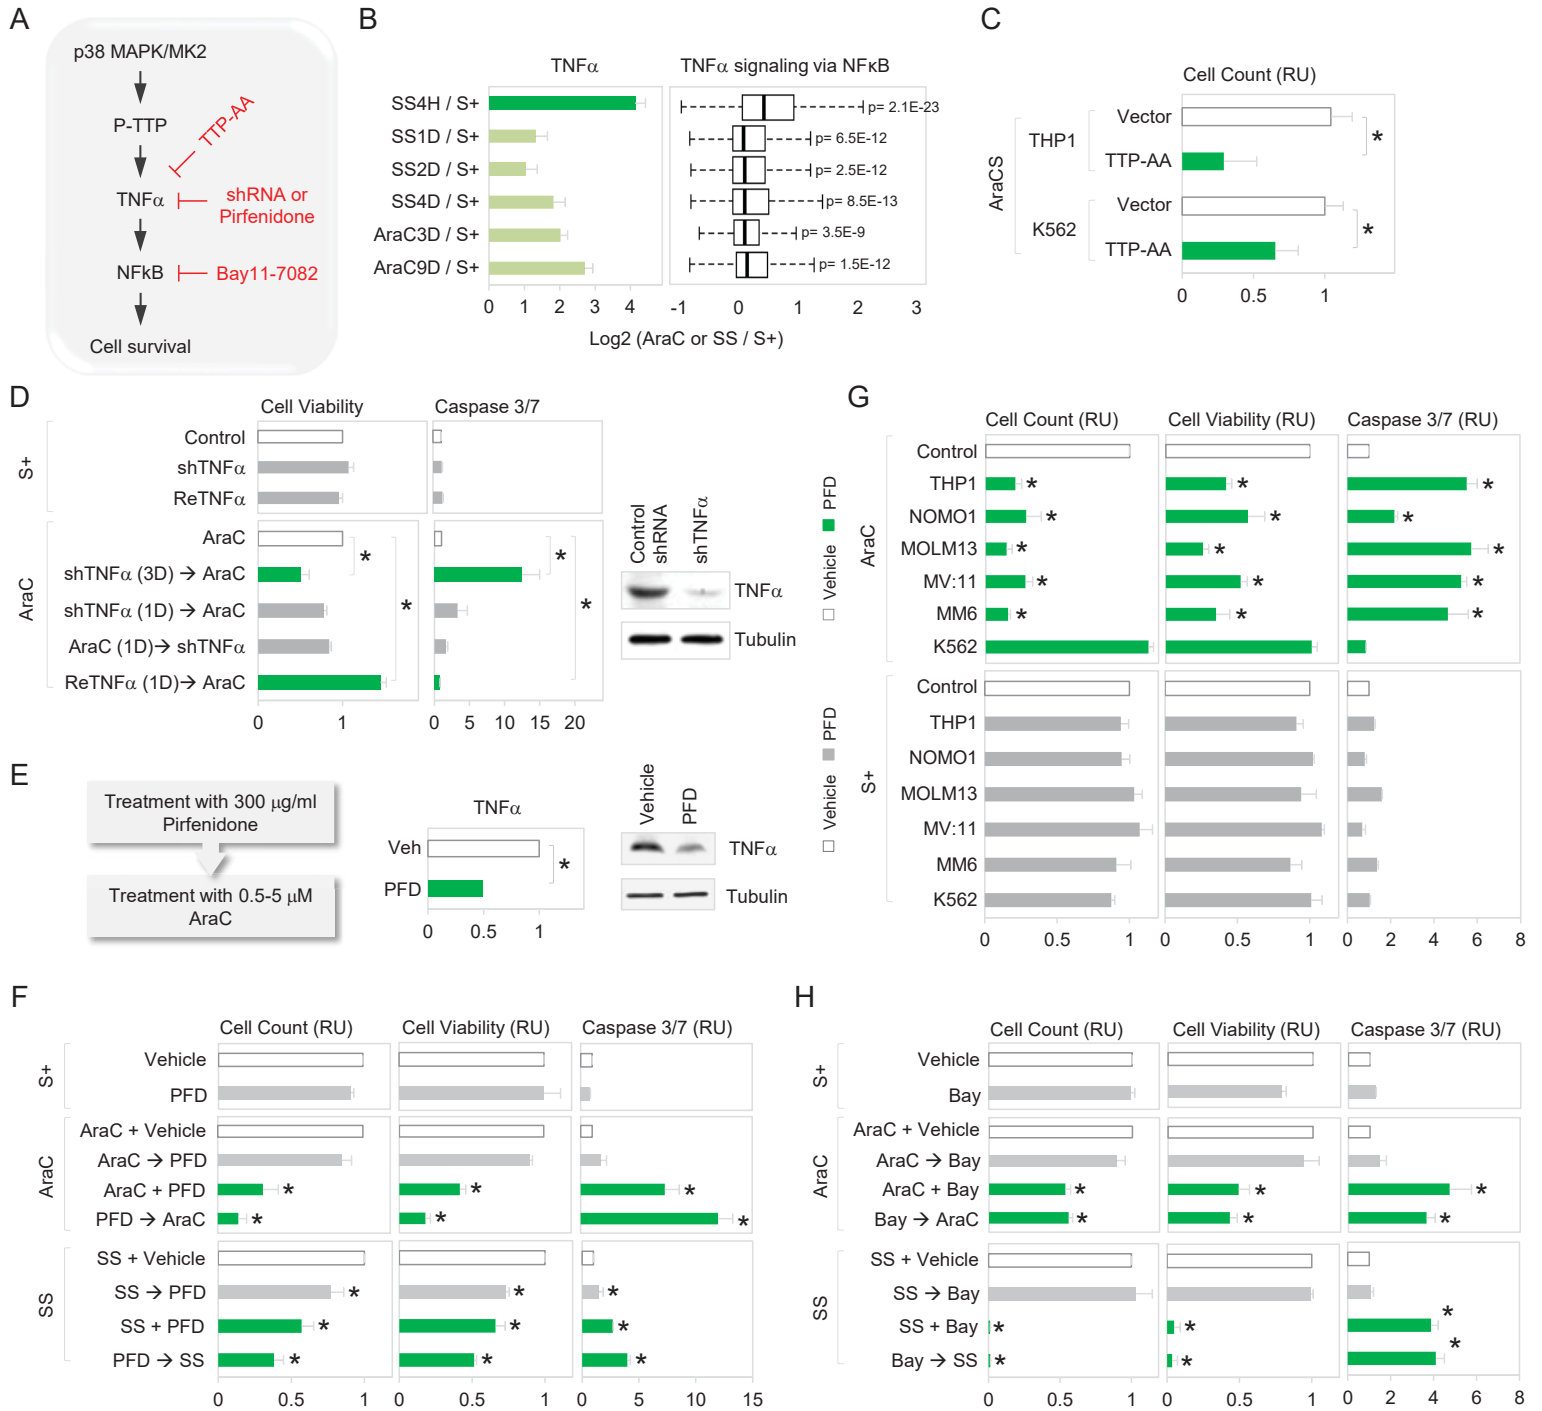 A
p38 MAPK/MK2
P-TTP
TTP-AA
TNFα
shRNA or
Pirfenidone
NFkB
Bay11-7082
Cell survival
B
TNFα
TNFα signaling via NFκB
SS4H / S+
p= 2.1E-23
SS1D / S+
p= 6.5E-12
SS2D / S+
p= 2.5E-12
SS4D / S+
p= 8.5E-13
AraC3D / S+
p= 3.5E-9
AraC9D / S+
p= 1.5E-12
0 1 2 3 4
-1 0 1 2 3
Log2 (AraC or SS / S+)
C
Cell Count (RU)
AraCS
THP1
Vector
*
TTP-AA
K562
Vector
*
TTP-AA
0 0.5 1
D
Cell Viability
Caspase 3/7
S+
Control
shTNFα
ReTNFα
AraC
AraC
* *
shTNFα (3D) → AraC
shTNFα (1D) → AraC
* *
AraC (1D)→ shTNFα
ReTNFα (1D)→ AraC
0 1
0 5 10 15 20
Control
shRNA
shTNFα
TNFα
Tubulin
E
Treatment with 300 μg/ml
Pirfenidone
Treatment with 0.5-5 μM
AraC
TNFα
Veh
*
PFD
0 0.5 1
Vehicle
PFD
TNFα
Tubulin
F
Cell Count (RU)
Cell Viability (RU)
Caspase 3/7 (RU)
S+
Vehicle
PFD
AraC
AraC + Vehicle
AraC → PFD
AraC + PFD * * *
PFD → AraC * * *
SS
SS + Vehicle
SS → PFD * * *
SS + PFD * * *
PFD → SS * * *
0 0.5 1
0 0.5 1
0 5 10 15
G
Cell Count (RU)
Cell Viability (RU)
Caspase 3/7 (RU)
Vehicle PFD
AraC
Control
THP1 * * *
NOMO1 * * *
MOLM13 * * *
MV:11 * * *
MM6 * * *
K562
Vehicle PFD
S+
Control
THP1
NOMO1
MOLM13
MV:11
MM6
K562
0 0.5 1
0 0.5 1
0 2 4 6 8
H
Cell Count (RU)
Cell Viability (RU)
Caspase 3/7 (RU)
S+
Vehicle
Bay
AraC
AraC + Vehicle
AraC → Bay
AraC + Bay * * *
Bay → AraC * * *
SS
SS + Vehicle
SS → Bay
SS + Bay * * *
Bay → SS * * *
0 0.5 1
0 0.5 1
0 2 4 6 8